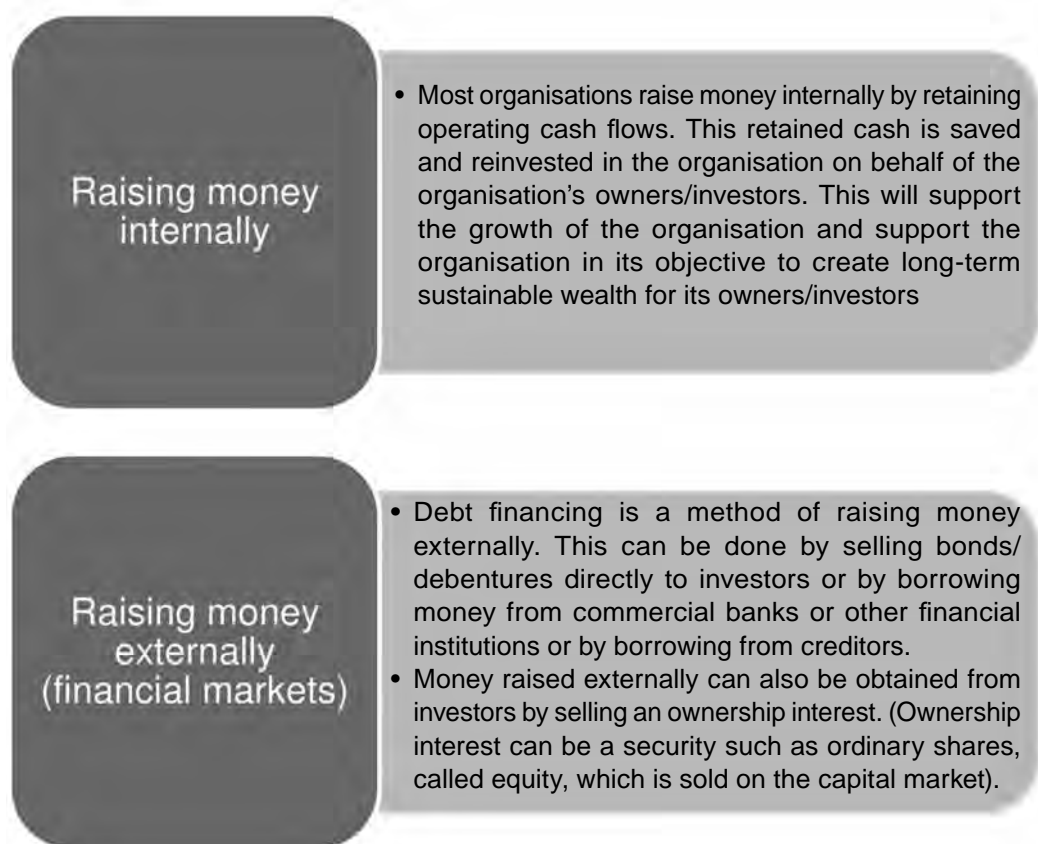 Raising money
internally
• Most organisations raise money internally by retaining
operating cash flows. This retained cash is saved
and reinvested in the organisation on behalf of the
organisation’s owners/investors. This will support
the growth of the organisation and support the
organisation in its objective to create long-term
sustainable wealth for its owners/investors
Raising money
externally
(financial markets)
• Debt financing is a method of raising money
externally. This can be done by selling bonds/
debentures directly to investors or by borrowing
money from commercial banks or other financial
institutions or by borrowing from creditors.
• Money raised externally can also be obtained from
investors by selling an ownership interest. (Ownership
interest can be a security such as ordinary shares,
called equity, which is sold on the capital market).